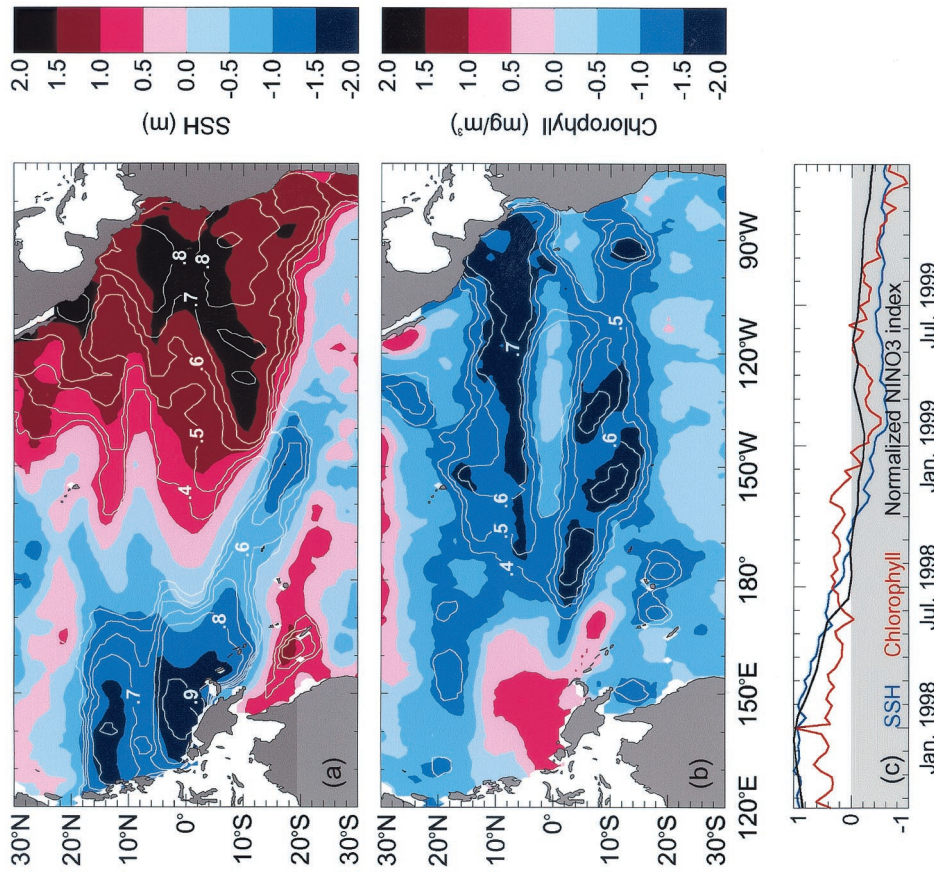 30°N
20°N
10°N
0°
10°S
20°S
30°S
(a)
.7
.9
.8
.6
.4
.5
.6
.7
.8
.8
2.0
1.5
1.0
0.5
-0.5
-1.0
-1.5
-2.0
SSH (m)
30°N
20°N
10°N
0°
10°S
20°S
30°S
(b)
.4
.5
.6
.6
.7
.5
120°E
150°E
180°
150°W
120°W
90°W
2.0
1.5
1.0
0.5
-0.5
-1.0
-1.5
-2.0
Chlorophyll (mg/m³)
1
0
-1
(c) SSH Chlorophyll Normalized NINO3 index
Jan. 1998 Jul. 1998 Jan. 1999 Jul. 1999